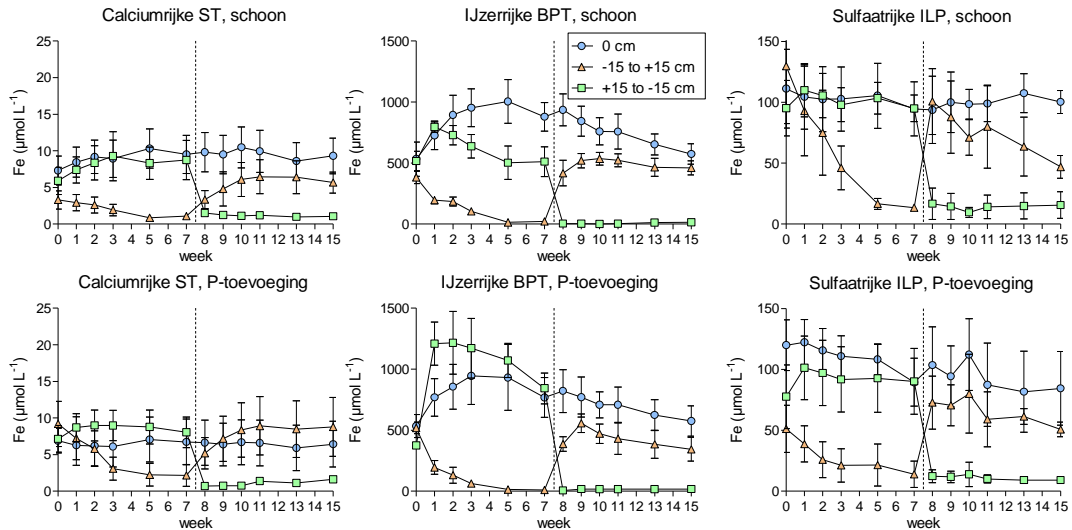 Calciumrijke ST, schoon
IJzerrijke BPT, schoon
Sulfaatrijke ILP, schoon
0 cm
-15 to +15 cm
+15 to -15 cm
Fe (µmol L⁻¹)
25
20
15
10
5
0
0 1 2 3 4 5 6 7 8 9 10 11 12 13 14 15
week
Fe (µmol L⁻¹)
1000
500
0
0 1 2 3 4 5 6 7 8 9 10 11 12 13 14 15
week
Fe (µmol L⁻¹)
150
100
50
0
0 1 2 3 4 5 6 7 8 9 10 11 12 13 14 15
week
Calciumrijke ST, P-toevoeging
IJzerrijke BPT, P-toevoeging
Sulfaatrijke ILP, P-toevoeging
Fe (µmol L⁻¹)
25
20
15
10
5
0
0 1 2 3 4 5 6 7 8 9 10 11 12 13 14 15
week
Fe (µmol L⁻¹)
1500
1000
500
0
0 1 2 3 4 5 6 7 8 9 10 11 12 13 14 15
week
Fe (µmol L⁻¹)
150
100
50
0
0 1 2 3 4 5 6 7 8 9 10 11 12 13 14 15
week